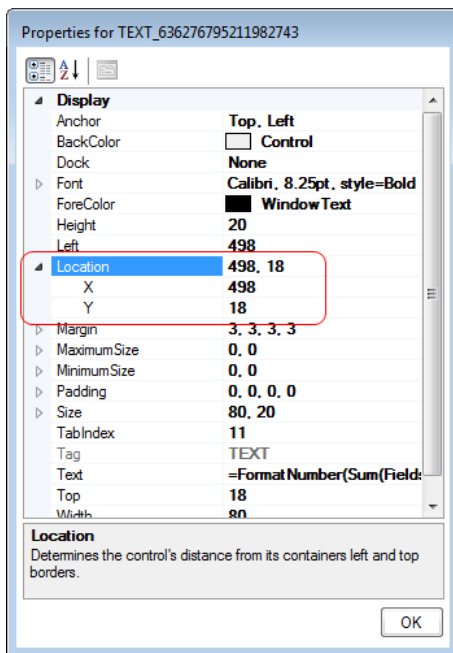 Properties for TEXT_636276795211982743
Display
Anchor Top, Left
BackColor Control
Dock None
Font Calibri, 8.25pt, style=Bold
ForeColor WindowText
Height 20
Left 498
Location 498, 18
X 498
Y 18
Margin 3, 3, 3, 3
MaximumSize 0, 0
MinimumSize 0, 0
Padding 0, 0, 0, 0
Size 80, 20
TabIndex 11
Tag TEXT
Text =FormatNumber(Sum(Fields
Top 18
Width 80
Location
Determines the control's distance from its containers left and top
borders.
OK